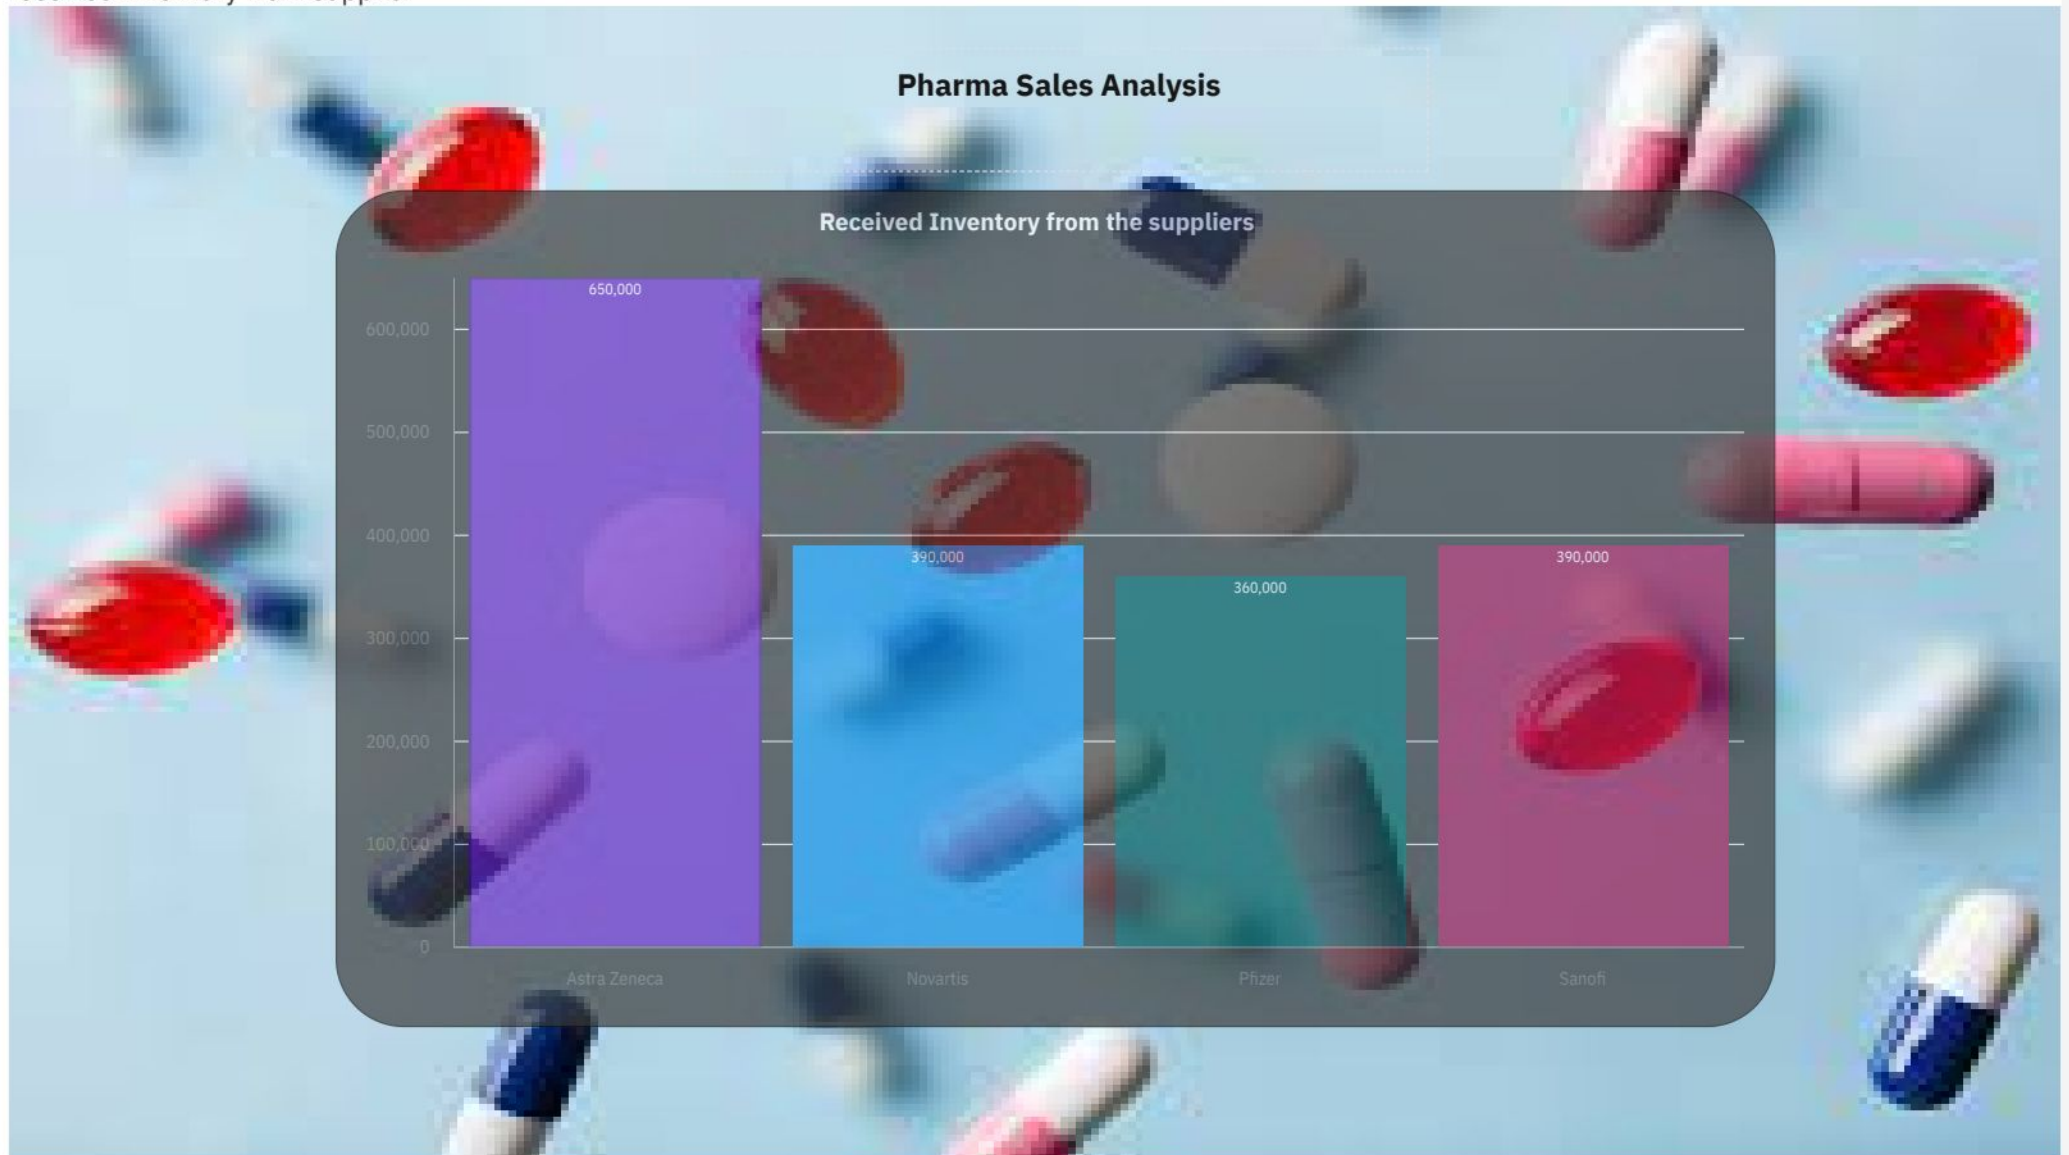 Pharma Sales Analysis
Received Inventory from the suppliers
650,000
600,000
500,000
400,000
390,000
390,000
360,000
300,000
200,000
100,000
0
Astra Zeneca
Novartis
Pfizer
Sanofi